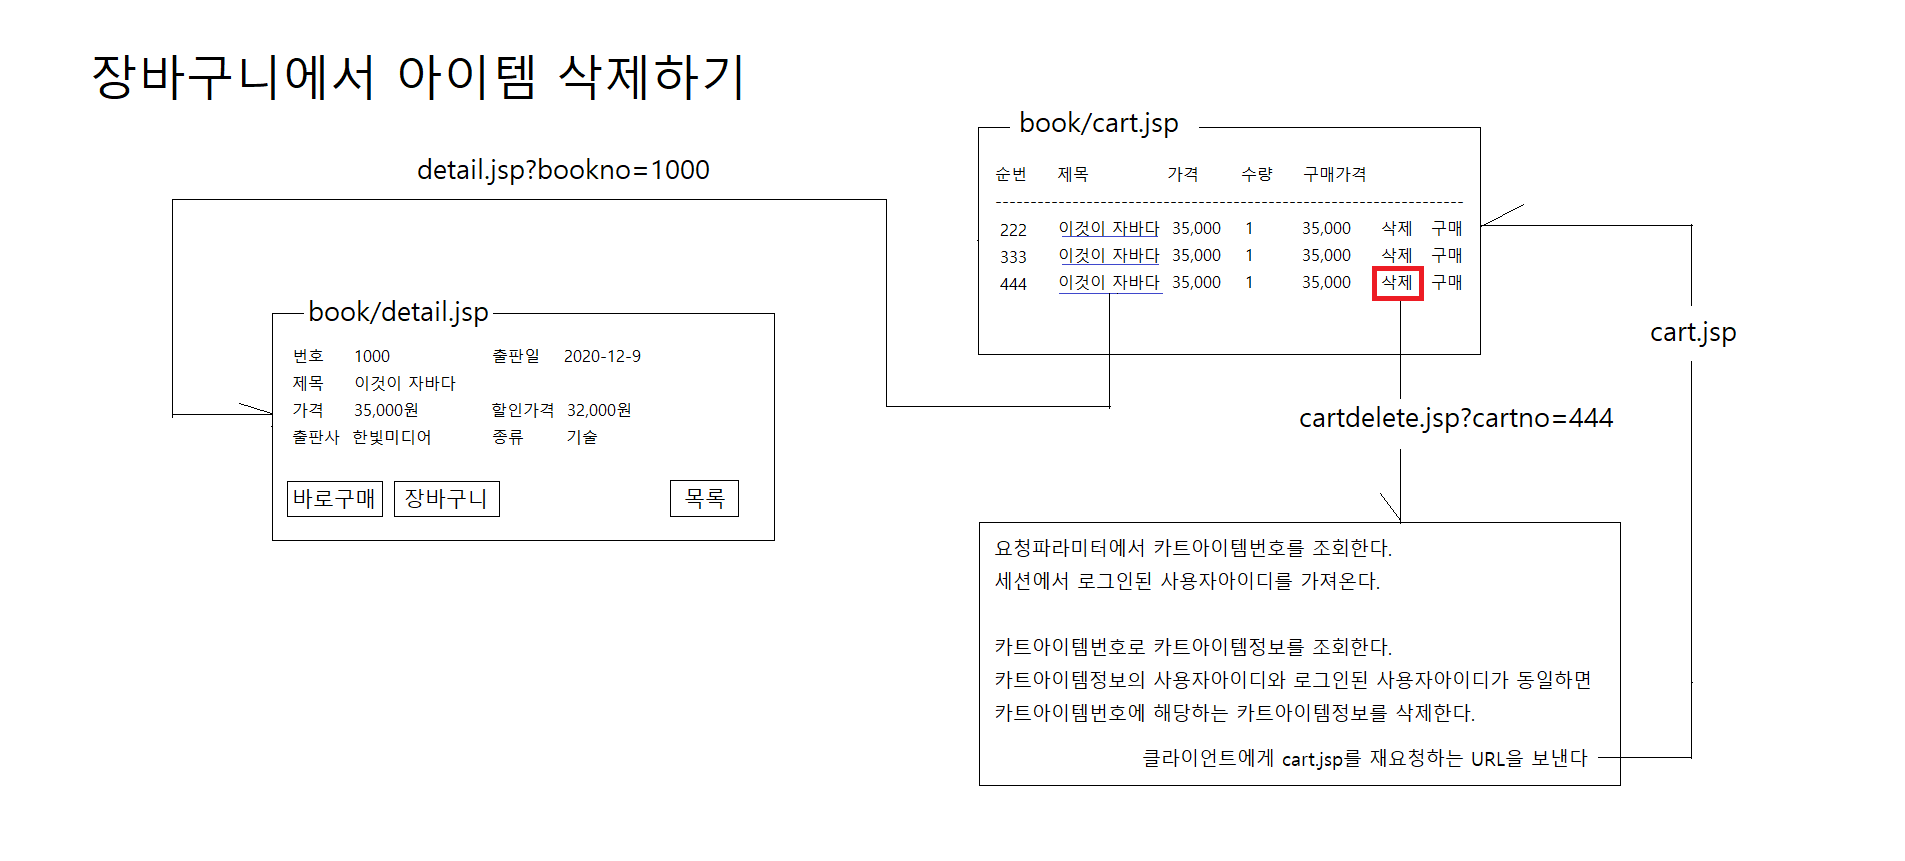 장바구니에서 아이템 삭제하기
detail.jsp?bookno=1000
book/detail.jsp
번호 1000 출판일 2020-12-9
제목 이것이 자바다
가격 35,000원 할인가격 32,000원
출판사 한빛미디어 종류 기술
바로구매 장바구니 목록
book/cart.jsp
순번 제목 가격 수량 구매가격
------------------------------------------------------------------
222 이것이 자바다 35,000 1 35,000 삭제 구매
333 이것이 자바다 35,000 1 35,000 삭제 구매
444 이것이 자바다 35,000 1 35,000 삭제 구매
cart.jsp
cartdelete.jsp?cartno=444
요청파라미터에서 카트아이템번호를 조회한다.
세션에서 로그인된 사용자아이디를 가져온다.
카트아이템번호로 카트아이템정보를 조회한다.
카트아이템정보의 사용자아이디와 로그인된 사용자아이디가 동일하면
카트아이템번호에 해당하는 카트아이템정보를 삭제한다.
클라이언트에게 cart.jsp를 재요청하는 URL을 보낸다